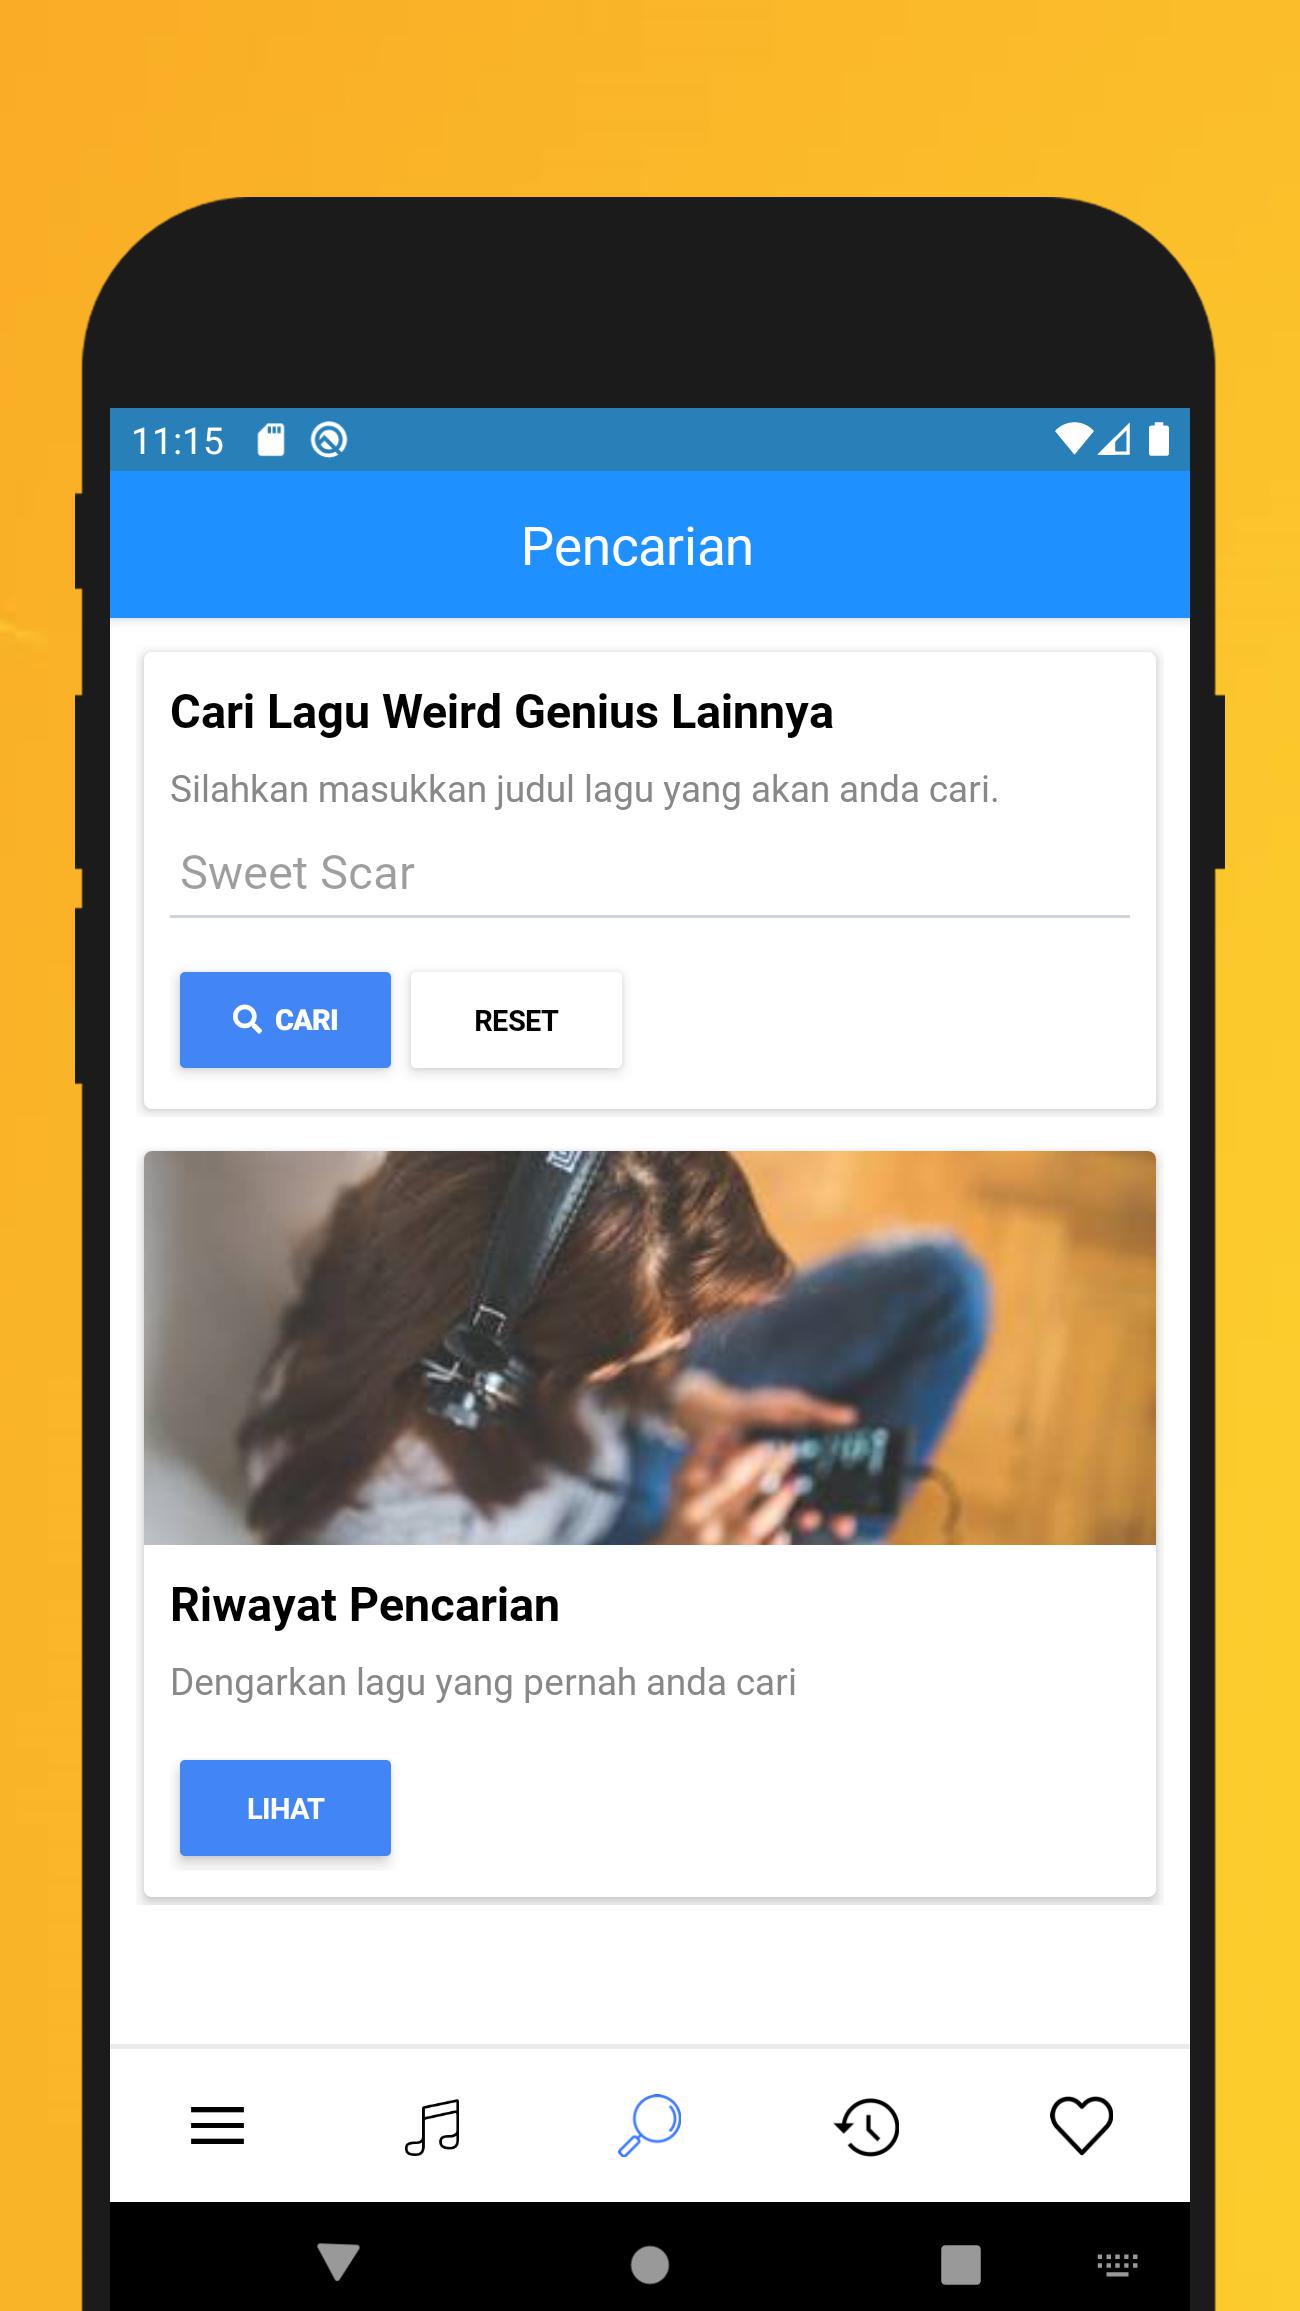 11:15
Pencarian
Cari Lagu Weird Genius Lainnya
Silahkan masukkan judul lagu yang akan anda cari.
Sweet Scar
CARI
RESET
Riwayat Pencarian
Dengarkan lagu yang pernah anda cari
LIHAT